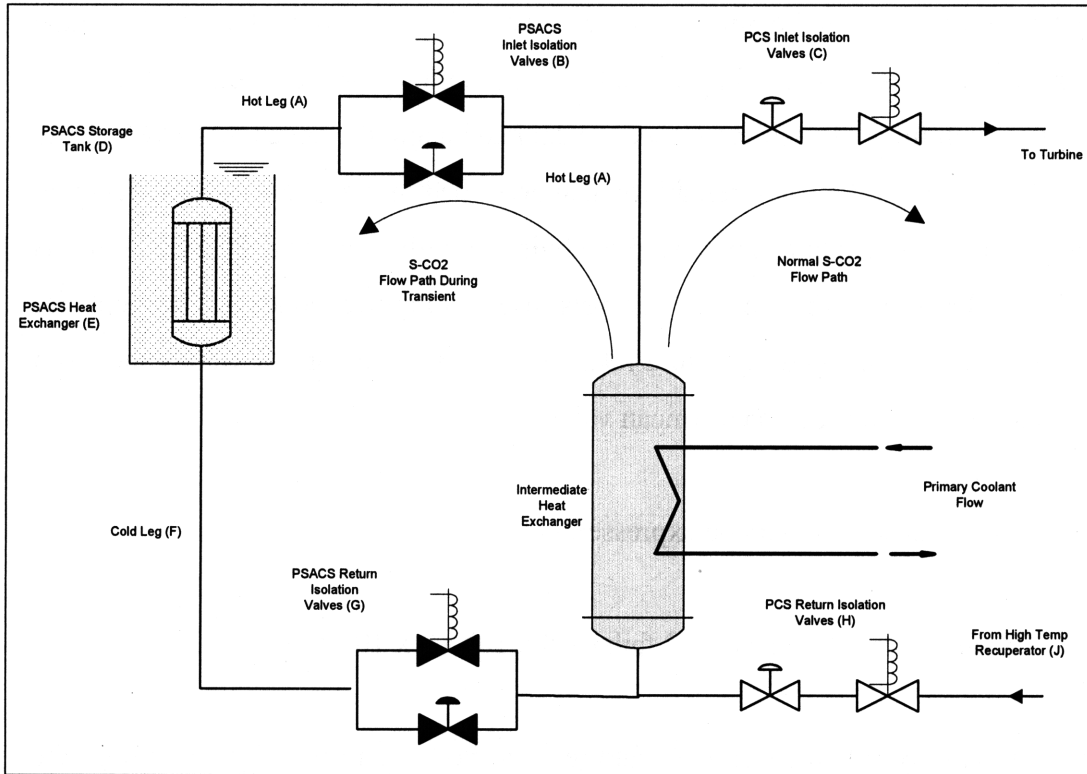 PSACS
Inlet Isolation
Valves (B)
PCS Inlet Isolation
Valves (C)
Hot Leg (A)
PSACS Storage
Tank (D)
To Turbine
Hot Leg (A)
S-CO2
Flow Path During
Transient
Normal S-CO2
Flow Path
PSACS Heat
Exchanger (E)
Intermediate
Heat
Exchanger
Primary Coolant
Flow
Cold Leg (F)
PSACS Return
Isolation
Valves (G)
PCS Return Isolation
Valves (H)
From High Temp
Recuperator (J)